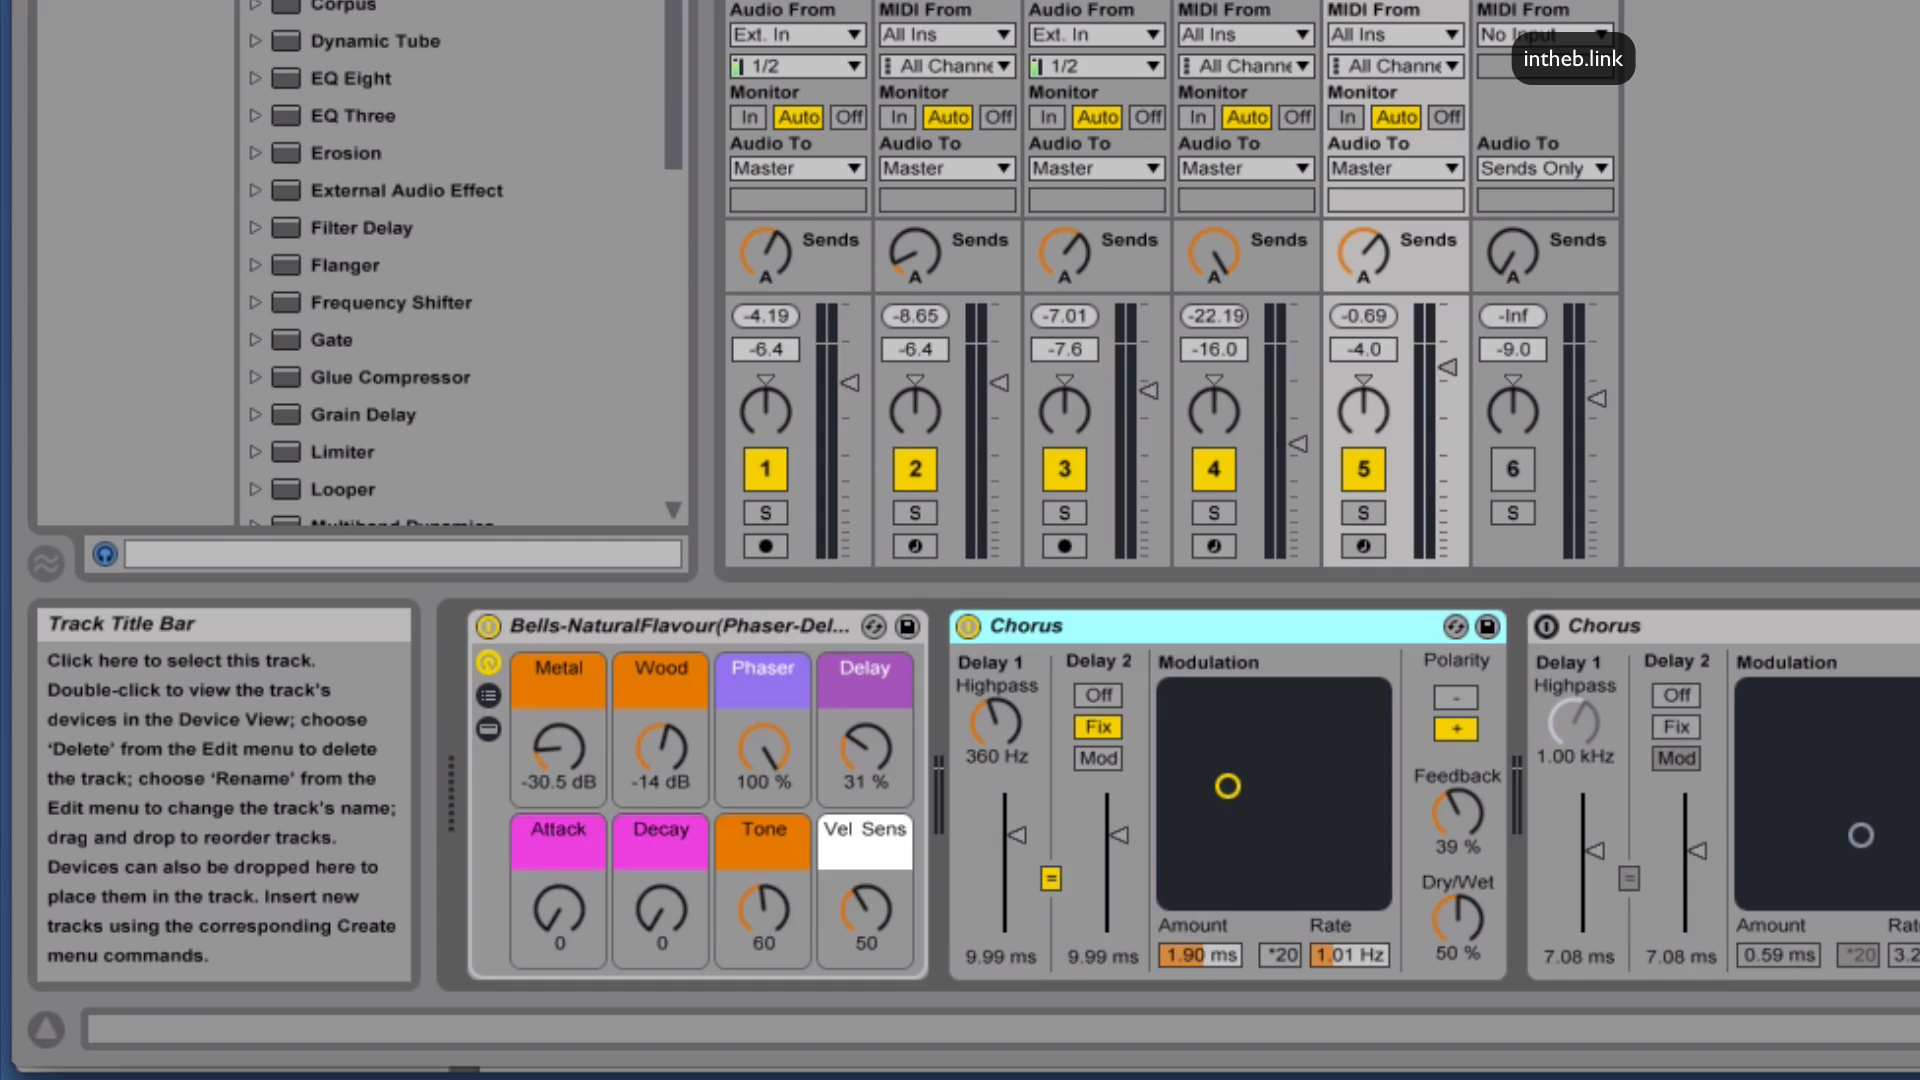 Corpus
Dynamic Tube
EQ Eight
EQ Three
Erosion
External Audio Effect
Filter Delay
Flanger
Frequency Shifter
Gate
Glue Compressor
Grain Delay
Limiter
Looper
Multiband Dynamics
Audio From MIDI From Audio From MIDI From MIDI From MIDI From
Ext. In All Ins Ext. In All Ins All Ins No Input
intheb.link
1/2 All Channe 1/2 All Channe All Channe
Monitor Monitor Monitor Monitor Monitor
In Auto Off In Auto Off In Auto Off In Auto Off In Auto Off
Audio To Audio To Audio To Audio To Audio To Audio To
Master Master Master Master Master Sends Only
Sends Sends Sends Sends Sends Sends
A A A A A A
-4.19 -8.65 -7.01 -22.19 -0.69 -Inf
-6.4 -6.4 -7.6 -16.0 -4.0 -9.0
1 2 3 4 5 6
S S S S S S
Track Title Bar
Click here to select this track.
Double-click to view the track's
devices in the Device View; choose
‘Delete’ from the Edit menu to delete
the track; choose ‘Rename’ from the
Edit menu to change the track's name;
drag and drop to reorder tracks.
Devices can also be dropped here to
place them in the track. Insert new
tracks using the corresponding Create
menu commands.
Bells-NaturalFlavour(Phaser-Del...
Metal Wood Phaser Delay
-30.5 dB -14 dB 100 % 31 %
Attack Decay Tone Vel Sens
0 0 60 50
Chorus
Delay 1 Delay 2 Modulation Polarity
Highpass Off -
Fix +
360 Hz Mod
Feedback
39 %
=
Dry/Wet
Amount Rate
9.99 ms 9.99 ms 1.90 ms *20 1.01 Hz 50 %
Chorus
Delay 1 Delay 2 Modulation
Highpass Off
Fix
1.00 kHz Mod
=
Amount Rat
7.08 ms 7.08 ms 0.59 ms *20 3.2